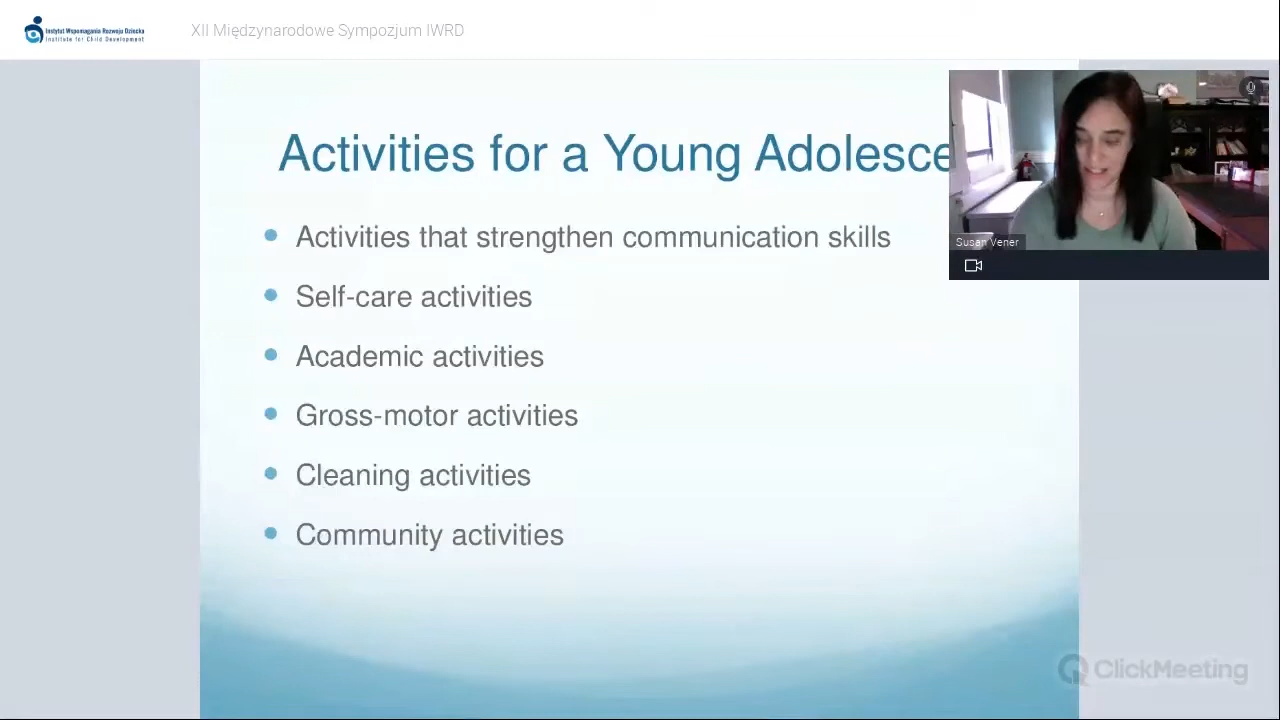 Instytut Wspomagania Rozwoju Dziecka
Institute for Child Development
XII Międzynarodowe Sympozjum IWRD
Activities for a Young Adolesce
Susan Vener
Activities that strengthen communication skills
Self-care activities
Academic activities
Gross-motor activities
Cleaning activities
Community activities
ClickMeeting